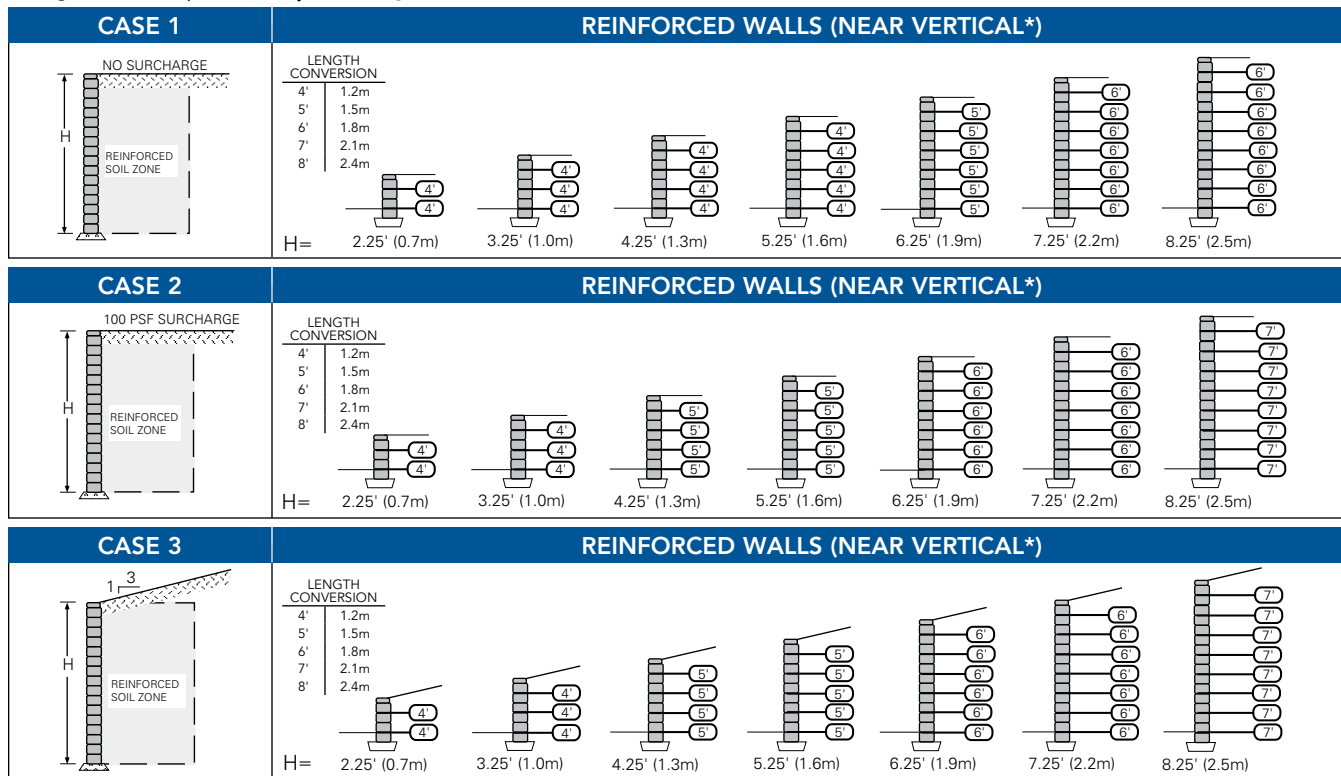 CASE 1
REINFORCED WALLS (NEAR VERTICAL*)
NO SURCHARGE
H
REINFORCED
SOIL ZONE
LENGTH
CONVERSION
4' 1.2m
5' 1.5m
6' 1.8m
7' 2.1m
8' 2.4m
6'
6' 6'
5' 6' 6'
4' 5' 6' 6'
4' 4' 5' 6' 6'
4' 4' 4' 5' 6' 6'
4' 4' 4' 4' 5' 6' 6'
4' 4' 4' 4' 5' 6' 6'
H= 2.25' (0.7m) 3.25' (1.0m) 4.25' (1.3m) 5.25' (1.6m) 6.25' (1.9m) 7.25' (2.2m) 8.25' (2.5m)
CASE 2
REINFORCED WALLS (NEAR VERTICAL*)
100 PSF SURCHARGE
H
REINFORCED
SOIL ZONE
LENGTH
CONVERSION
4' 1.2m
5' 1.5m
6' 1.8m
7' 2.1m
8' 2.4m
7'
6' 7'
6' 6' 7'
5' 6' 6' 7'
5' 5' 6' 6' 7'
4' 5' 5' 6' 6' 7'
4' 4' 5' 5' 6' 6' 7'
4' 4' 5' 5' 6' 6' 7'
H= 2.25' (0.7m) 3.25' (1.0m) 4.25' (1.3m) 5.25' (1.6m) 6.25' (1.9m) 7.25' (2.2m) 8.25' (2.5m)
CASE 3
REINFORCED WALLS (NEAR VERTICAL*)
3
1
H
REINFORCED
SOIL ZONE
LENGTH
CONVERSION
4' 1.2m
5' 1.5m
6' 1.8m
7' 2.1m
8' 2.4m
7'
6' 7'
6' 6' 7'
5' 6' 6' 7'
5' 5' 6' 6' 7'
4' 5' 5' 6' 6' 7'
4' 4' 5' 5' 6' 6' 7'
4' 4' 5' 5' 6' 6' 7'
H= 2.25' (0.7m) 3.25' (1.0m) 4.25' (1.3m) 5.25' (1.6m) 6.25' (1.9m) 7.25' (2.2m) 8.25' (2.5m)